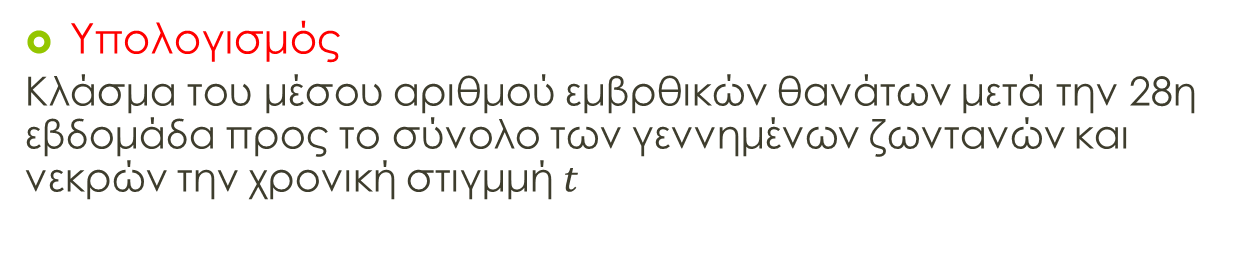 Υπολογισμός
Κλάσμα του μέσου αριθμού εμβρθικών θανάτων μετά την 28η
εβδομάδα προς το σύνολο των γεννημένων ζωντανών και
νεκρών την χρονική στιγμμή t